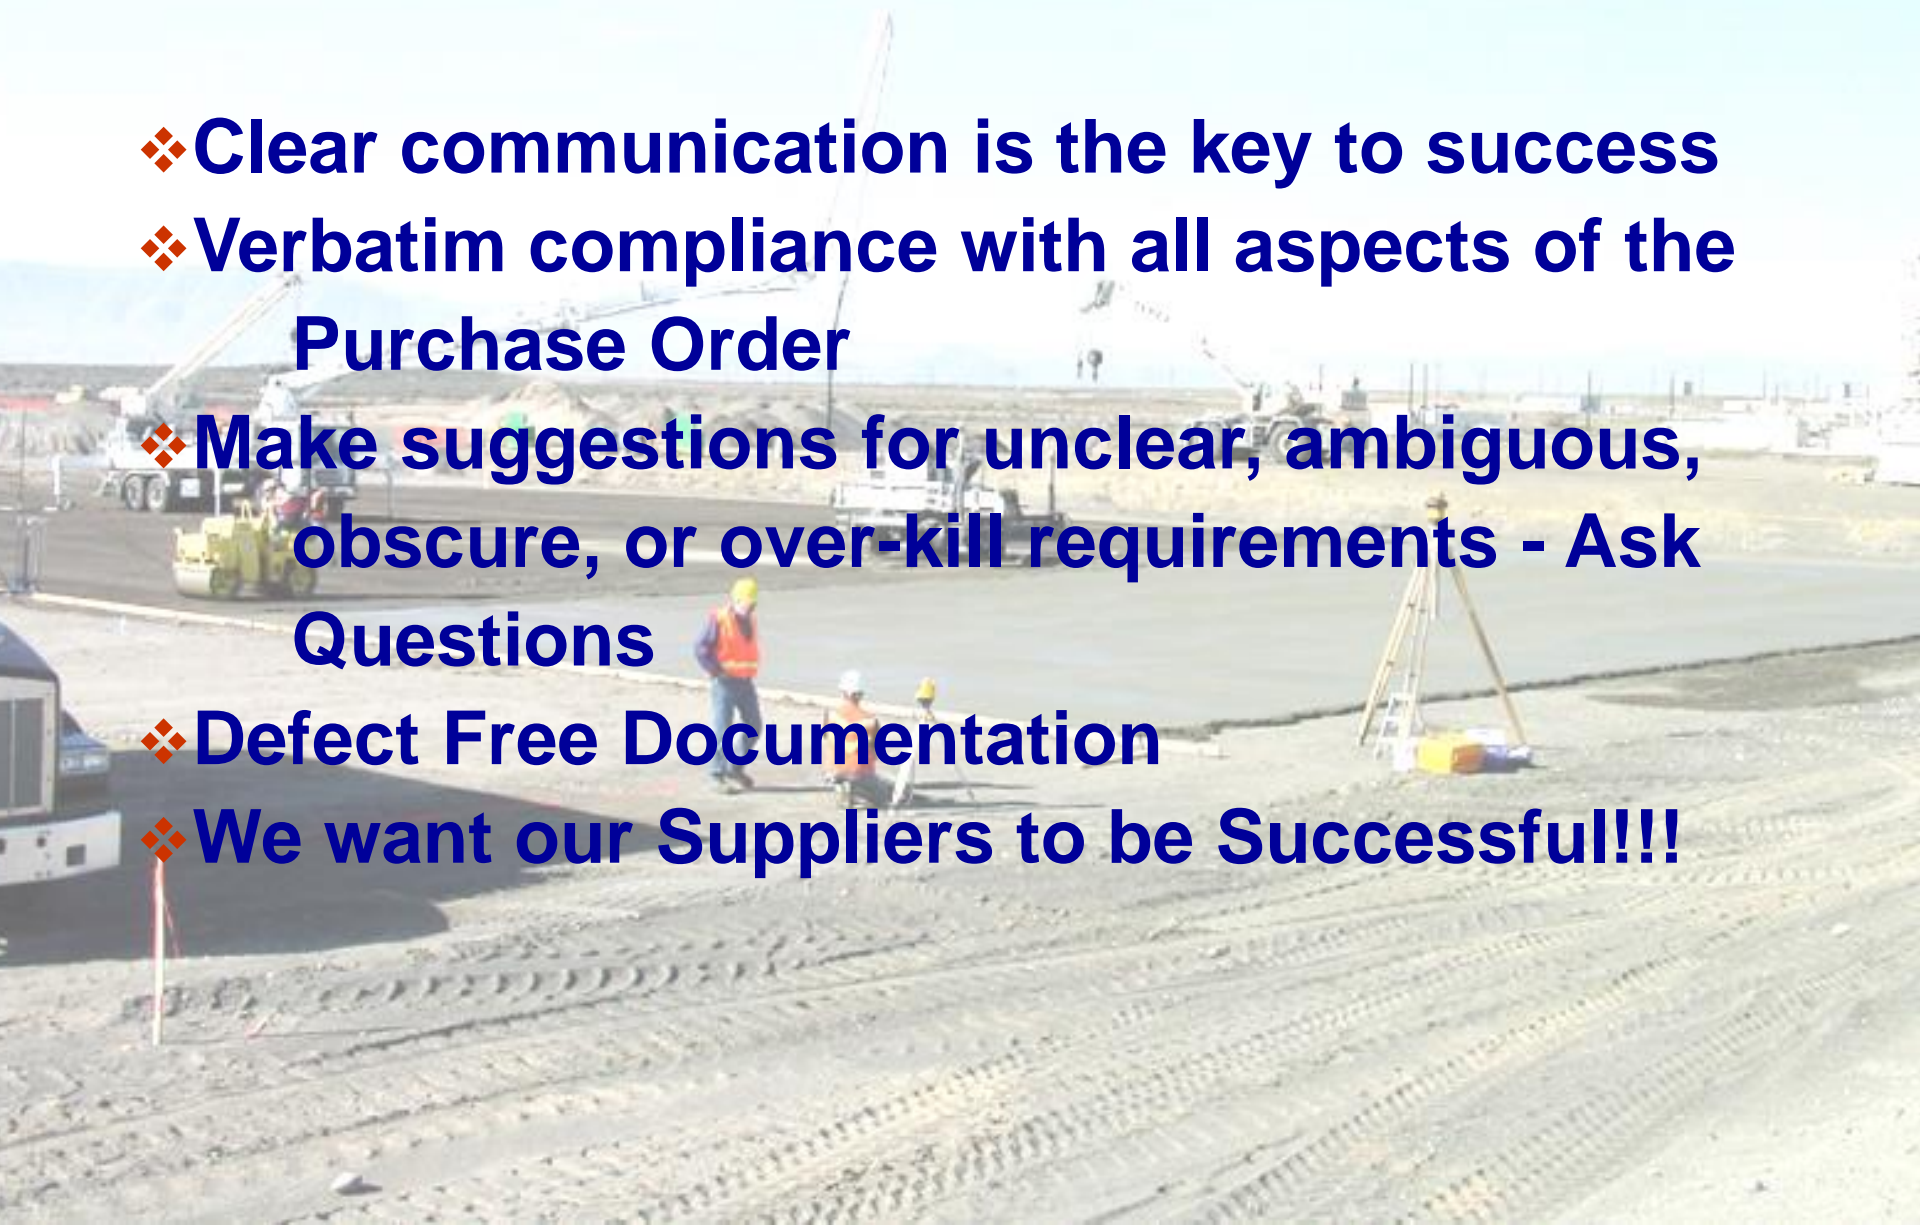 ❖Clear communication is the key to success
❖Verbatim compliance with all aspects of the
Purchase Order
❖Make suggestions for unclear, ambiguous,
obscure, or over-kill requirements - Ask
Questions
❖Defect Free Documentation
❖We want our Suppliers to be Successful!!!